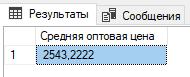 Результаты Сообщения
Средняя оптовая цена
1 2543,2222